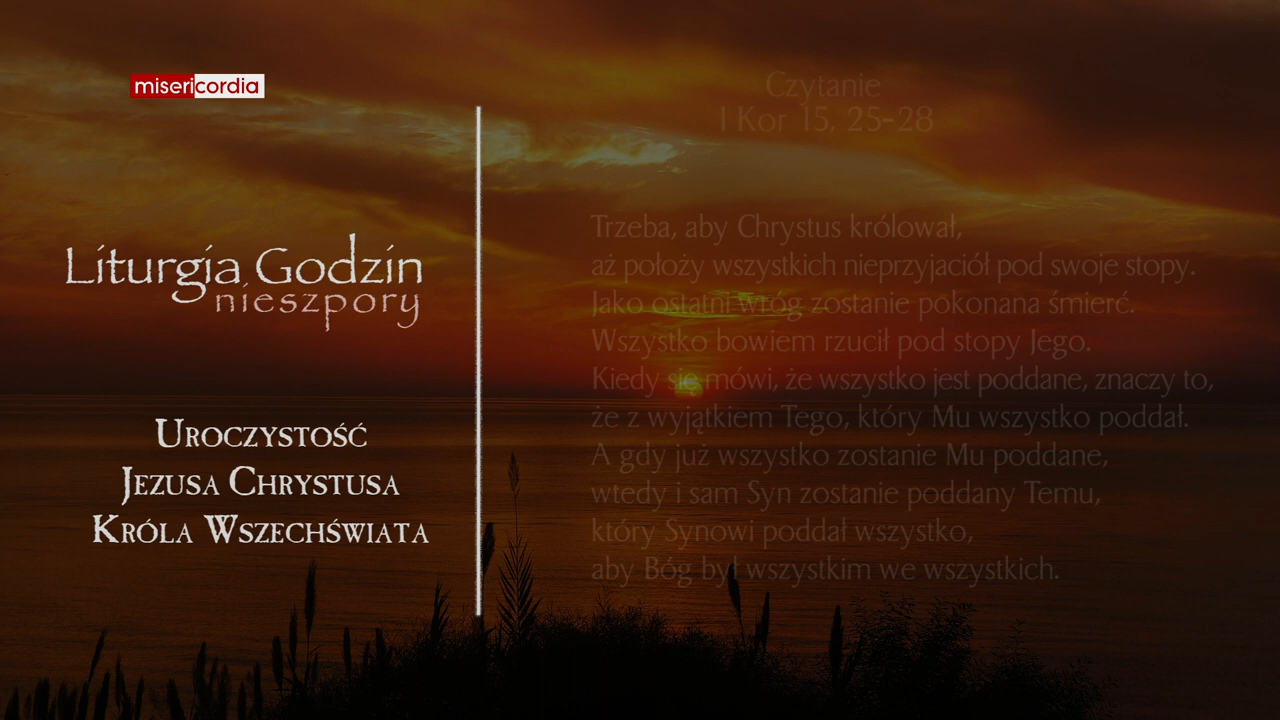 misericordia
Liturgia Godzin
nieszpory
Uroczystość
Jezusa Chrystusa
Króla Wszechświata
Czytanie
1 Kor 15, 25-28
Trzeba, aby Chrystus królował,
aż położy wszystkich nieprzyjaciół pod swoje stopy.
Jako ostatni wróg zostanie pokonana śmierć.
Wszystko bowiem rzucił pod stopy Jego.
Kiedy się mówi, że wszystko jest poddane, znaczy to,
że z wyjątkiem Tego, który Mu wszystko poddał.
A gdy już wszystko zostanie Mu poddane,
wtedy i sam Syn zostanie poddany Temu,
który Synowi poddał wszystko,
aby Bóg był wszystkim we wszystkich.